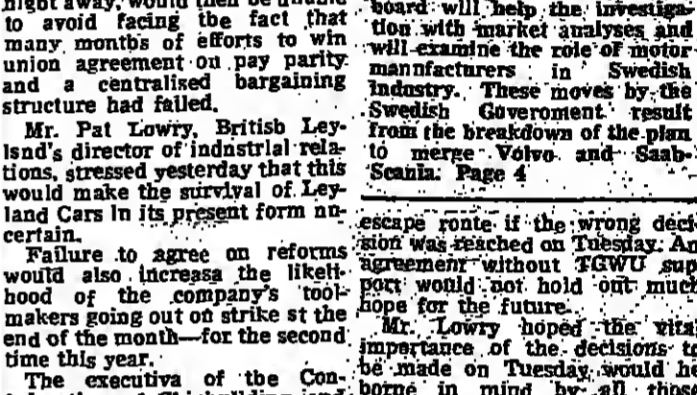 might away, would then be unable
to avoid facing the fact that
many months of efforts to win
union agreement on pay parity
and a centralised bargaining
structure had failed.
Mr. Pat Lowry, British Ley-
land's director of industrial rela-
tions, stressed yesterday that this
would make the survival of Ley-
land Cars in its present form un-
certain.
Failure to agree on reforms
would also increase the likeli-
hood of the company's tool-
makers going out on strike at the
end of the month—for the second
time this year.
The executive of the Con-
board will help the investiga-
tion with market analyses and
will examine the role of motor
manufacturers in Swedish
Industry. These moves by the
Swedish Government result
from the breakdown of the plan
to merge Volvo and Saab-
Scania. Page 4
escape route if the wrong deci
sion was reached on Tuesday. An
agreement without TGWU sup
port would not hold out much
hope for the future.
Mr. Lowry hoped the vita
importance of the decisions to
be made on Tuesday would be
borne in mind by all those